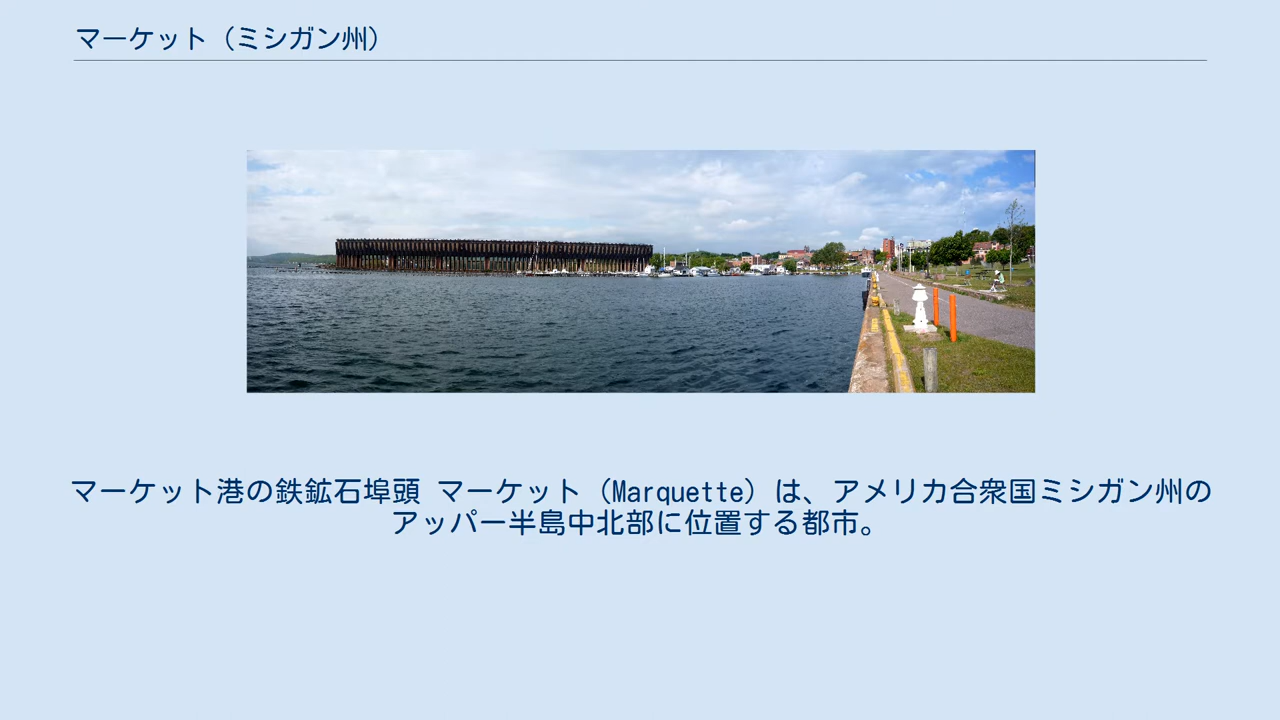 マーケット（ミシガン州）
マーケット港の鉄鉱石埠頭 マーケット（Marquette）は、アメリカ合衆国ミシガン州の
アッパー半島中北部に位置する都市。